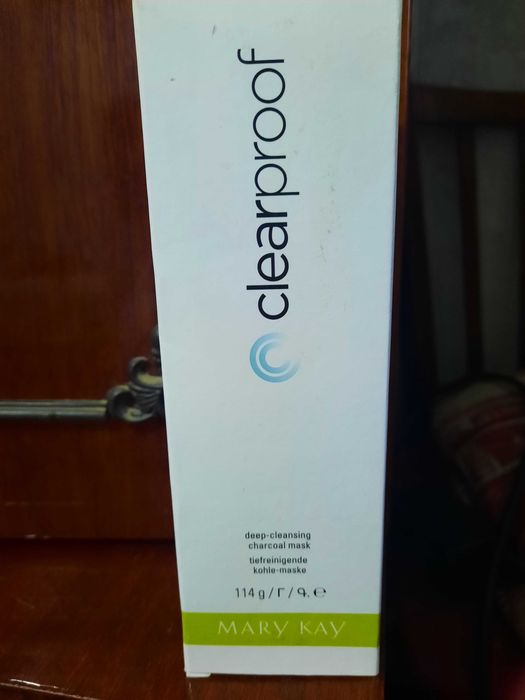 clearproof
deep-cleansing
charcoal mask
tiefreinigende
kohle-maske
114 g / Г / Գ. ℮
MARY KAY